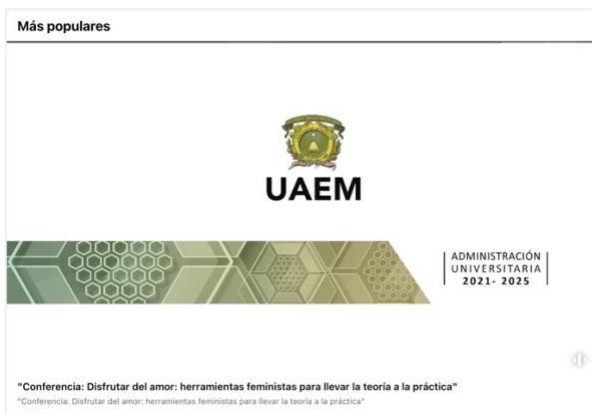 Más populares
UAEM
ADMINISTRACIÓN
UNIVERSITARIA
2021- 2025
"Conferencia: Disfrutar del amor: herramientas feministas para llevar la teoría a la práctica"
"Conferencia: Disfrutar del amor: herramientas feministas para llevar la teoría a la práctica"